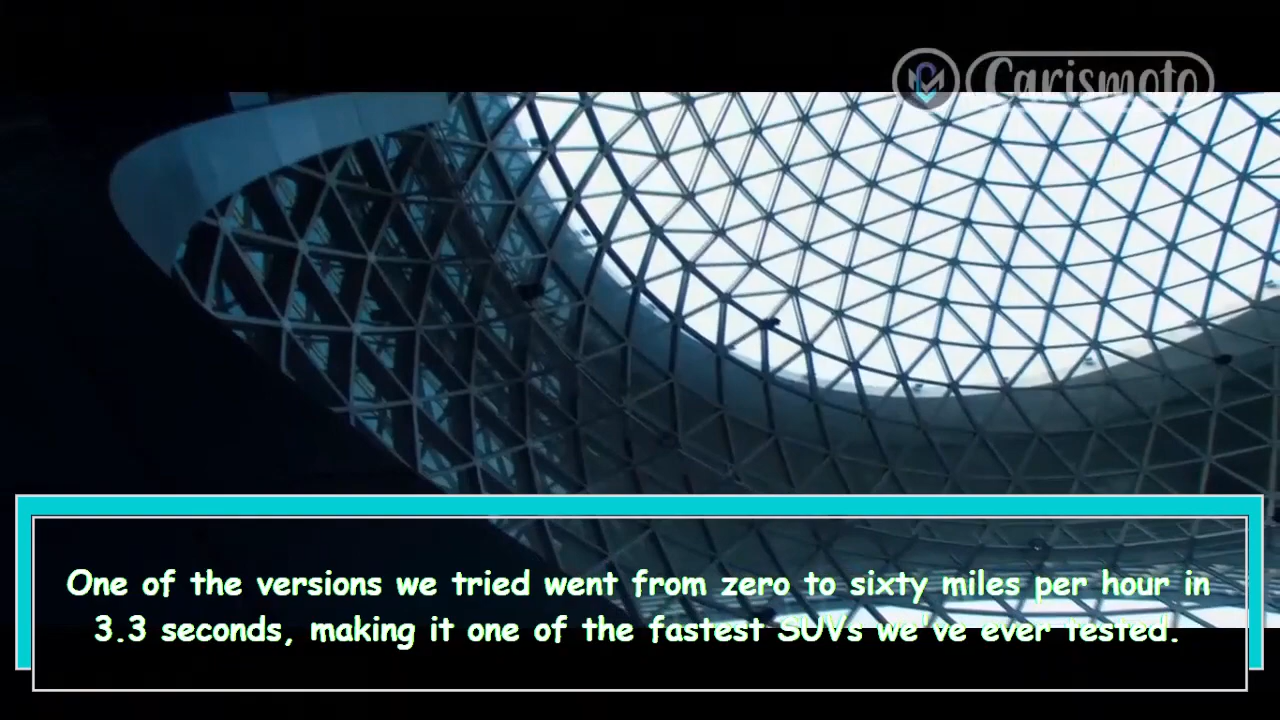 Carismoto
One of the versions we tried went from zero to sixty miles per hour in
3.3 seconds, making it one of the fastest SUVs we've ever tested.